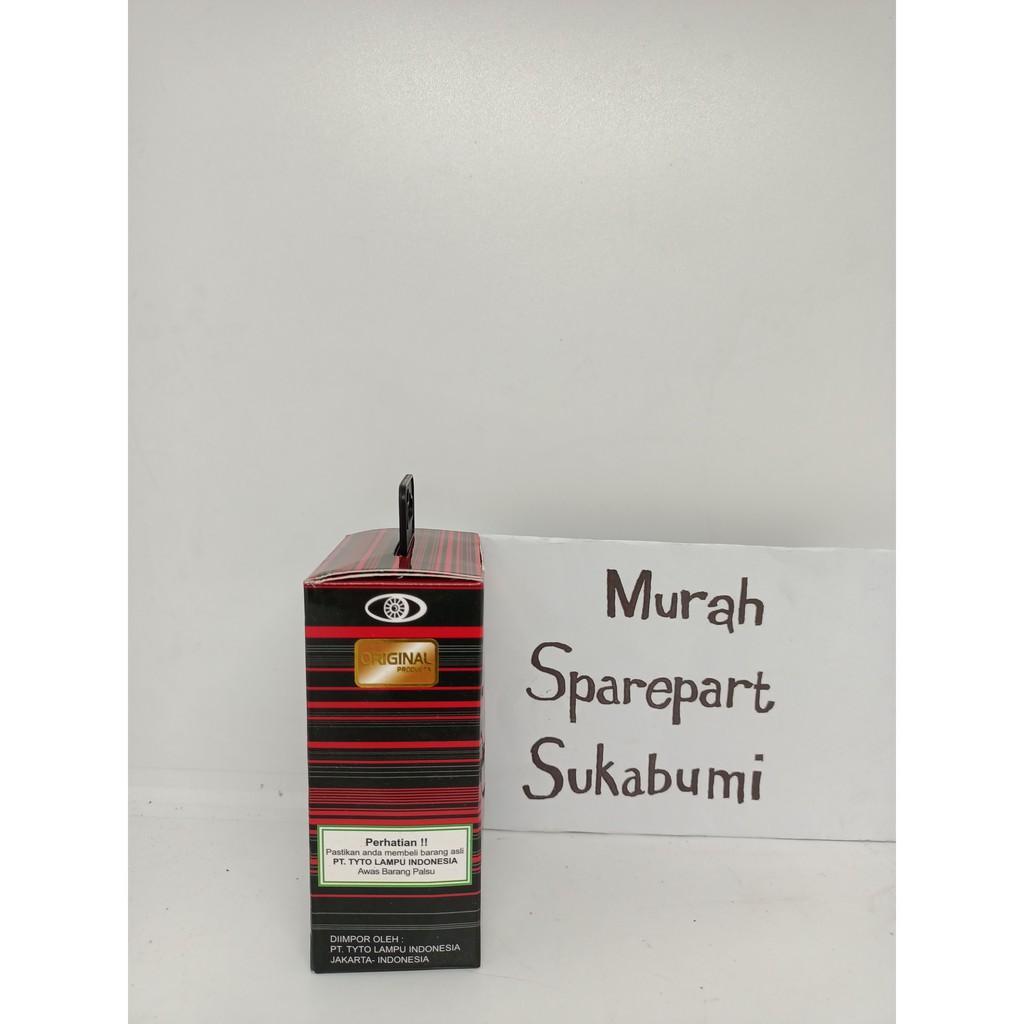 ORIGINAL
PRODUCTS
Perhatian !!
Pastikan anda membeli barang asli
PT. TYTO LAMPU INDONESIA
Awas Barang Palsu
DIIMPOR OLEH :
PT. TYTO LAMPU INDONESIA
JAKARTA- INDONESIA
Murah
Sparepart
Sukabumi